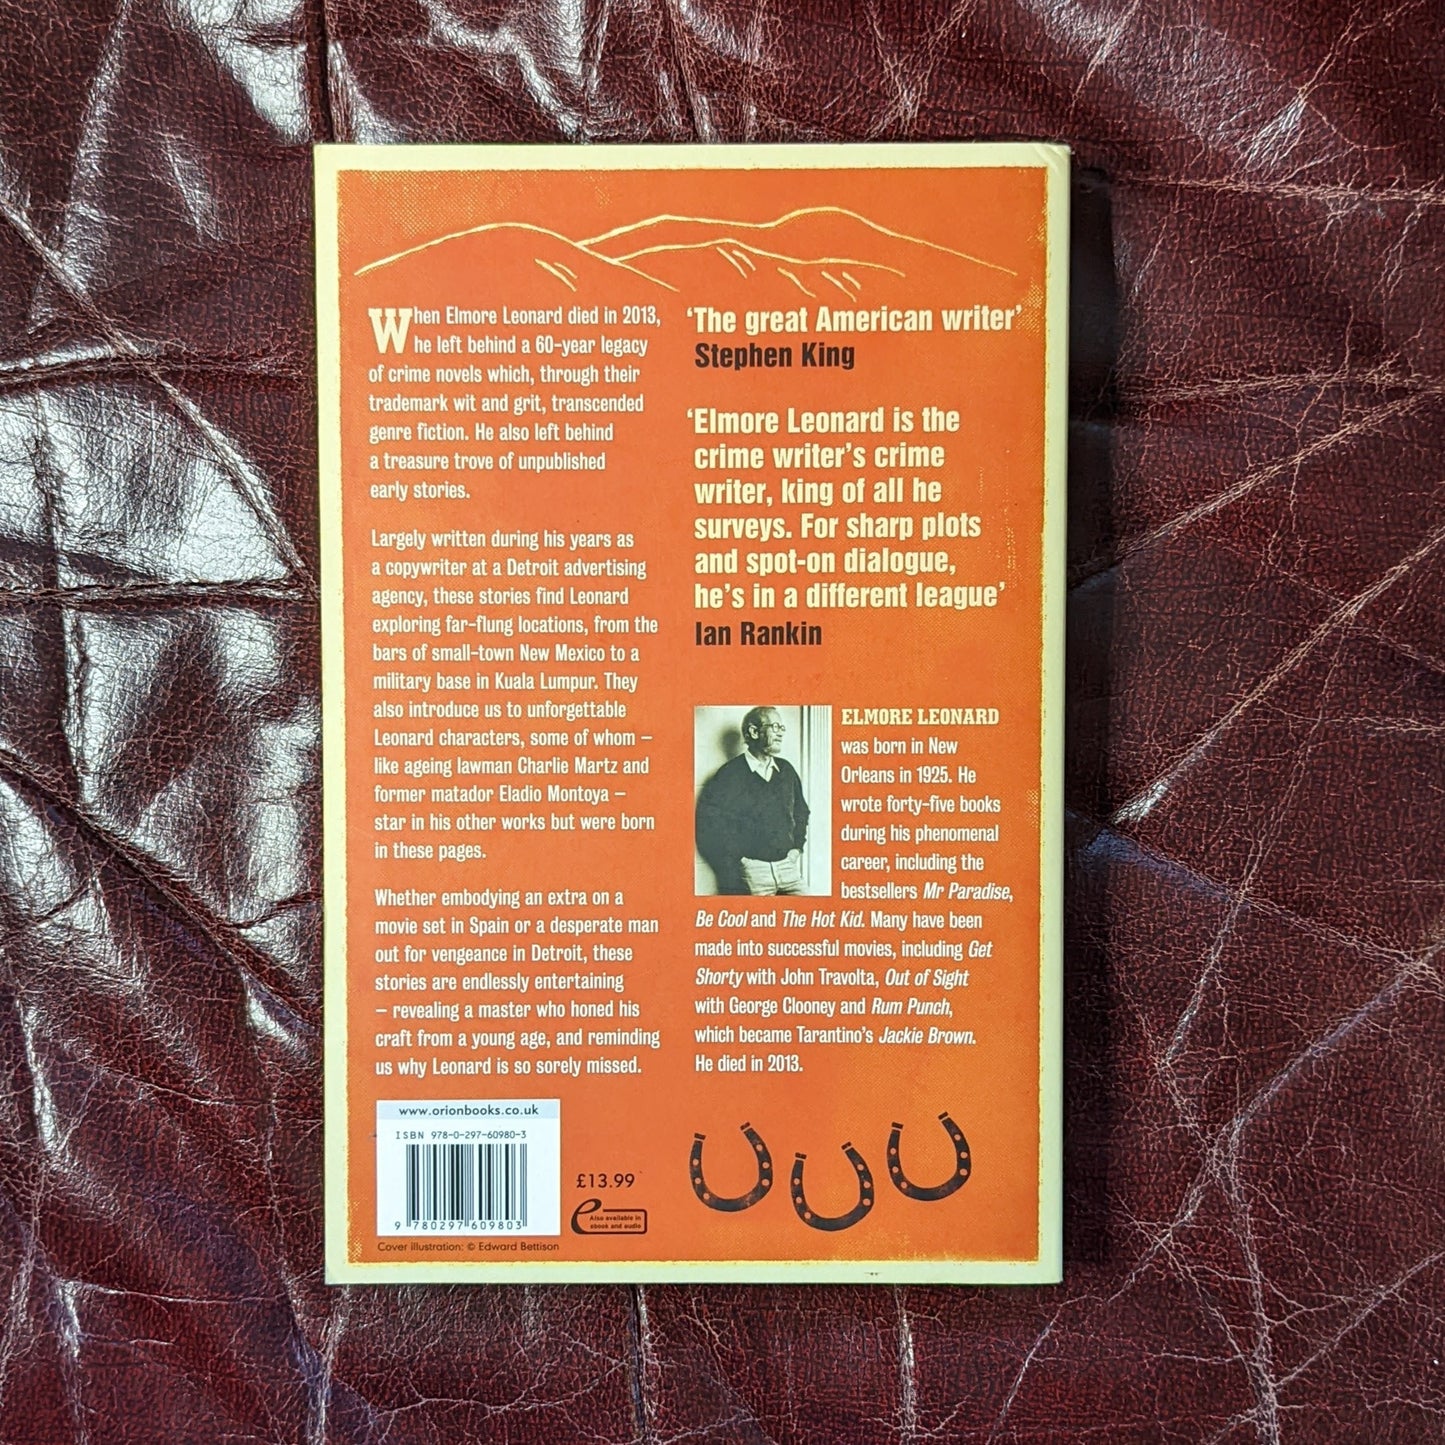 When Elmore Leonard died in 2013,
he left behind a 60-year legacy
of crime novels which, through their
trademark wit and grit, transcended
genre fiction. He also left behind
a treasure trove of unpublished
early stories.
Largely written during his years as
a copywriter at a Detroit advertising
agency, these stories find Leonard
exploring far-flung locations, from the
bars of small-town New Mexico to a
military base in Kuala Lumpur. They
also introduce us to unforgettable
Leonard characters, some of whom –
like ageing lawman Charlie Martz and
former matador Eladio Montoya –
star in his other works but were born
in these pages.
Whether embodying an extra on a
movie set in Spain or a desperate man
out for vengeance in Detroit, these
stories are endlessly entertaining
– revealing a master who honed his
craft from a young age, and reminding
us why Leonard is so sorely missed.
‘The great American writer’
Stephen King
‘Elmore Leonard is the
crime writer’s crime
writer, king of all he
surveys. For sharp plots
and spot-on dialogue,
he’s in a different league’
Ian Rankin
ELMORE LEONARD
was born in New
Orleans in 1925. He
wrote forty-five books
during his phenomenal
career, including the
bestsellers Mr Paradise,
Be Cool and The Hot Kid. Many have been
made into successful movies, including Get
Shorty with John Travolta, Out of Sight
with George Clooney and Rum Punch,
which became Tarantino’s Jackie Brown.
He died in 2013.
www.orionbooks.co.uk
ISBN 978-0-297-60980-3
9 780297 609803
£13.99
e Also available in
ebook and audio
Cover illustration: © Edward Bettison